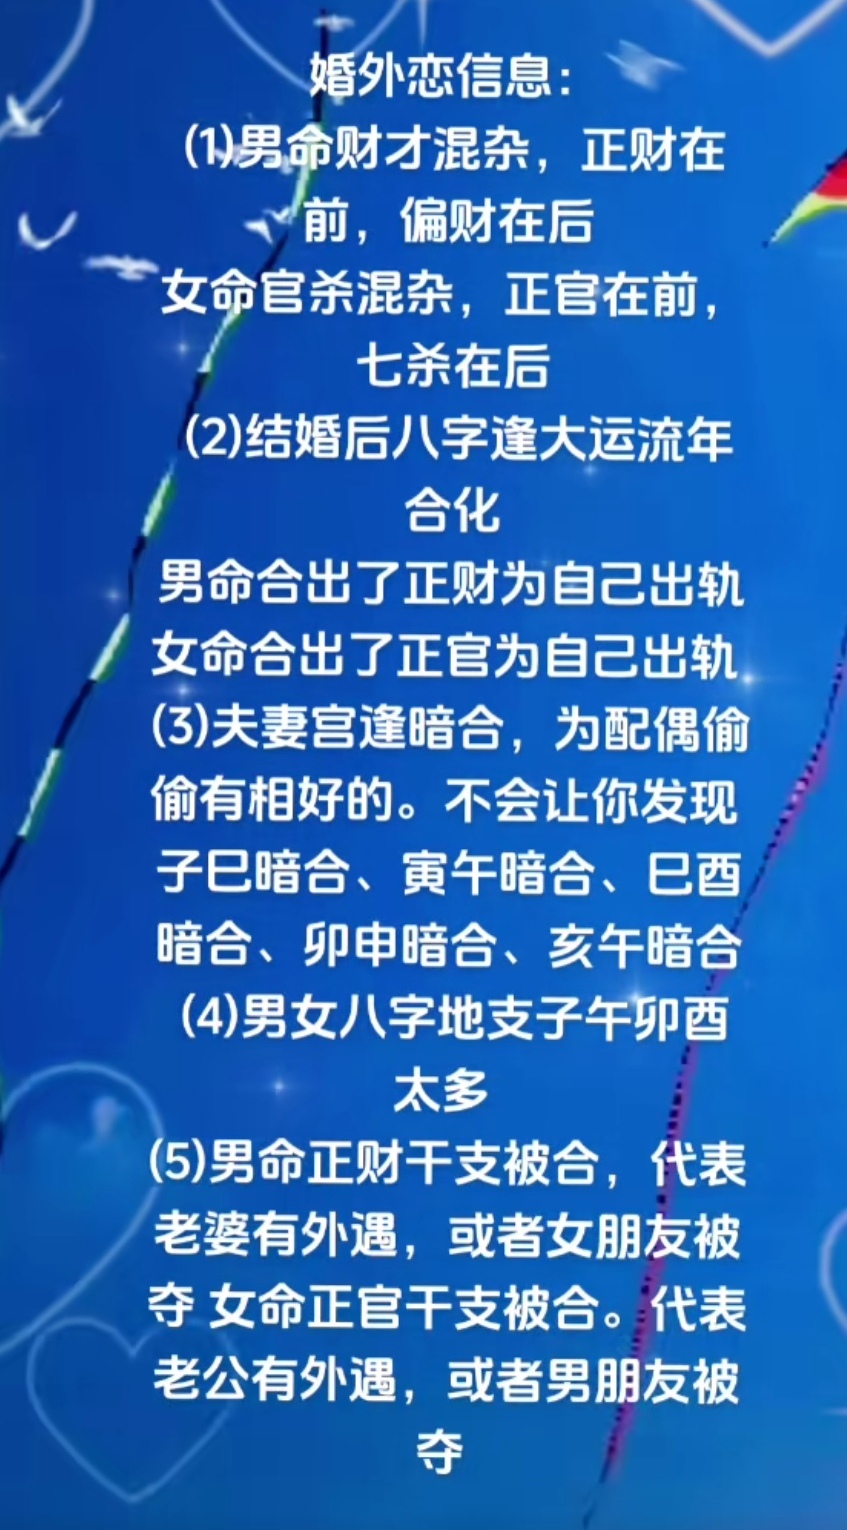 婚外恋信息：
(1)男命财才混杂，正财在
前，偏财在后
女命官杀混杂，正官在前，
七杀在后
(2)结婚后八字逢大运流年
合化
男命合出了正财为自己出轨
女命合出了正官为自己出轨
(3)夫妻宫逢暗合，为配偶偷
偷有相好的。不会让你发现
子巳暗合、寅午暗合、巳酉
暗合、卯申暗合、亥午暗合
(4)男女八字地支子午卯酉
太多
(5)男命正财干支被合，代表
老婆有外遇，或者女朋友被
夺 女命正官干支被合。代表
老公有外遇，或者男朋友被
夺